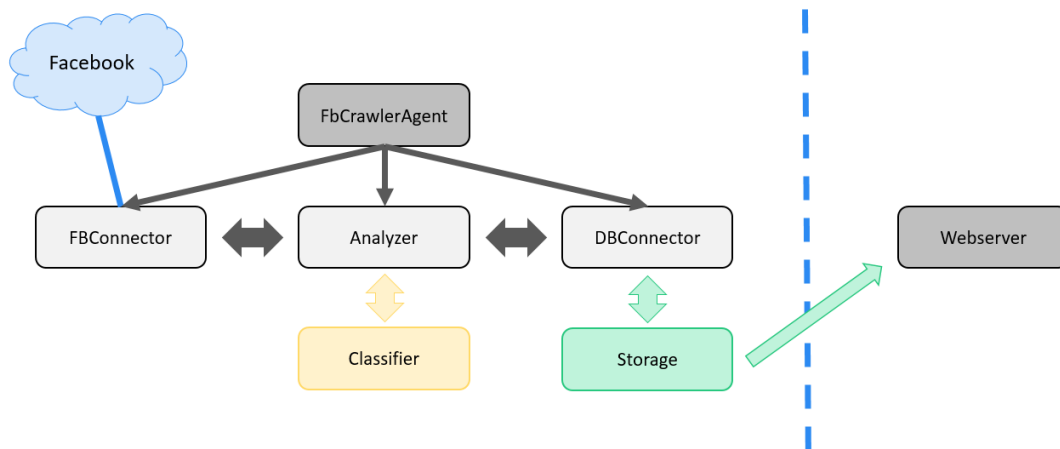 Facebook
FbCrawlerAgent
FBConnector
Analyzer
DBConnector
Webserver
Classifier
Storage